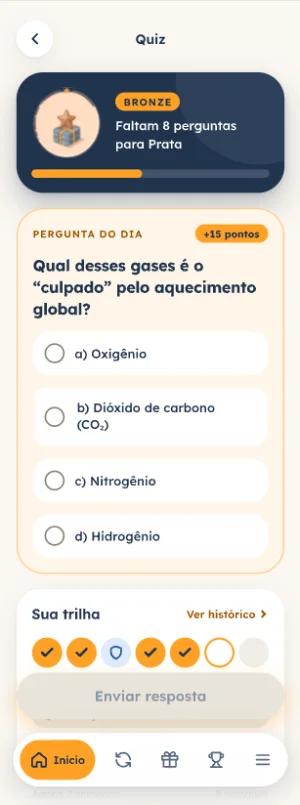 Quiz
BRONZE
Faltam 8 perguntas
para Prata
PERGUNTA DO DIA
+15 pontos
Qual desses gases é o
“culpado” pelo aquecimento
global?
a) Oxigênio
b) Dióxido de carbono
(CO₂)
c) Nitrogênio
d) Hidrogênio
Sua trilha
Ver histórico
Enviar resposta
Início